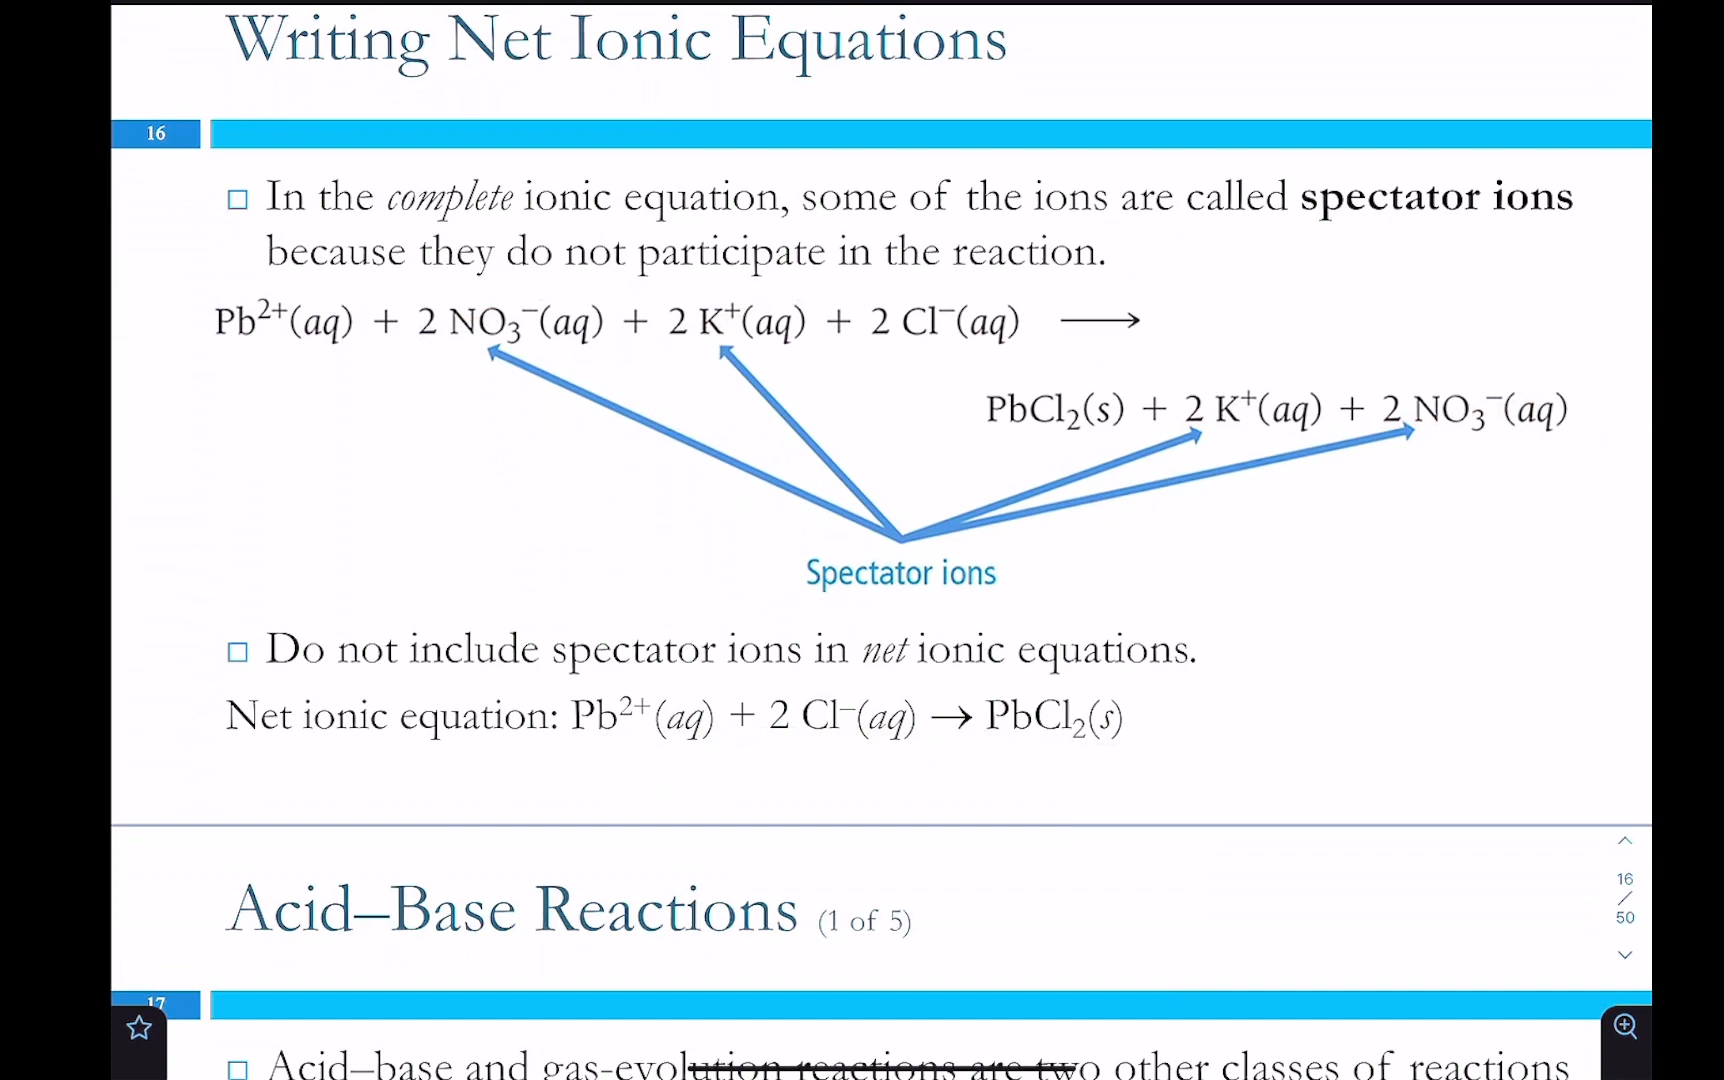 Writing Net Ionic Equations
16
In the complete ionic equation, some of the ions are called spectator ions
because they do not participate in the reaction.
Pb²⁺(aq) + 2 NO₃⁻(aq) + 2 K⁺(aq) + 2 Cl⁻(aq) ⟶
PbCl₂(s) + 2 K⁺(aq) + 2 NO₃⁻(aq)
Spectator ions
Do not include spectator ions in net ionic equations.
Net ionic equation: Pb²⁺(aq) + 2 Cl⁻(aq) → PbCl₂(s)
16
/
50
Acid–Base Reactions (1 of 5)
17
Acid–base and gas-evolution reactions are two other classes of reactions